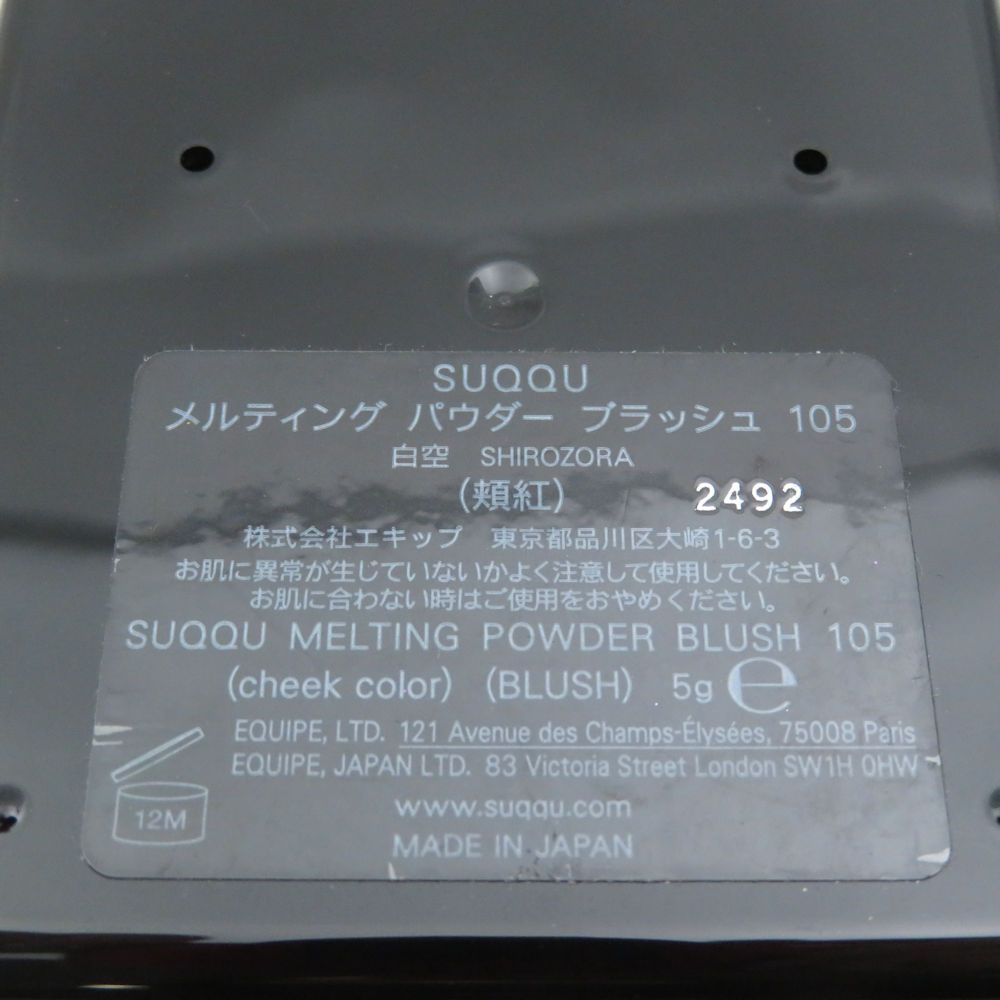 SUQQU
メルティング パウダー ブラッシュ 105
白空 SHIROZORA
(頬紅) 2492
株式会社エキップ 東京都品川区大崎1-6-3
お肌に異常が生じていないかよく注意して使用してください。
お肌に合わない時はご使用をおやめください。
SUQQU MELTING POWDER BLUSH 105
(cheek color) (BLUSH) 5g ℮
EQUIPE, LTD. 121 Avenue des Champs-Élysées, 75008 Paris
EQUIPE, JAPAN LTD. 83 Victoria Street London SW1H 0HW
12M
www.suqqu.com
MADE IN JAPAN